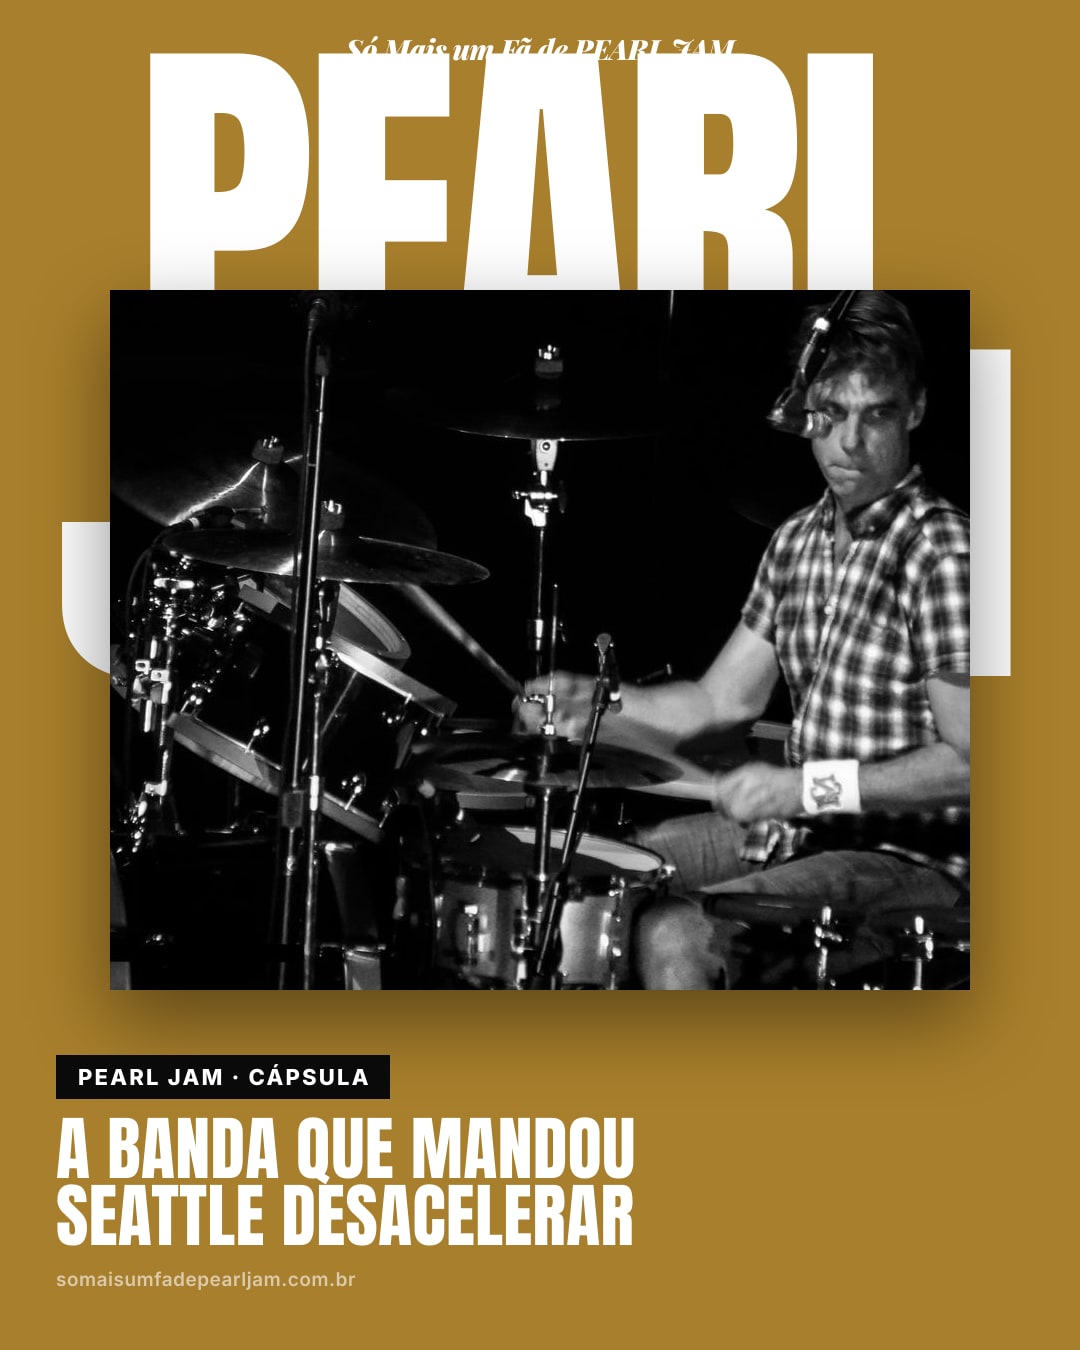 Só Mais um Fã de PEARL JAM
PEARL
PEARL JAM · CÁPSULA
A BANDA QUE MANDOU
SEATTLE DESACELERAR
somaisumfadepearljam.com.br